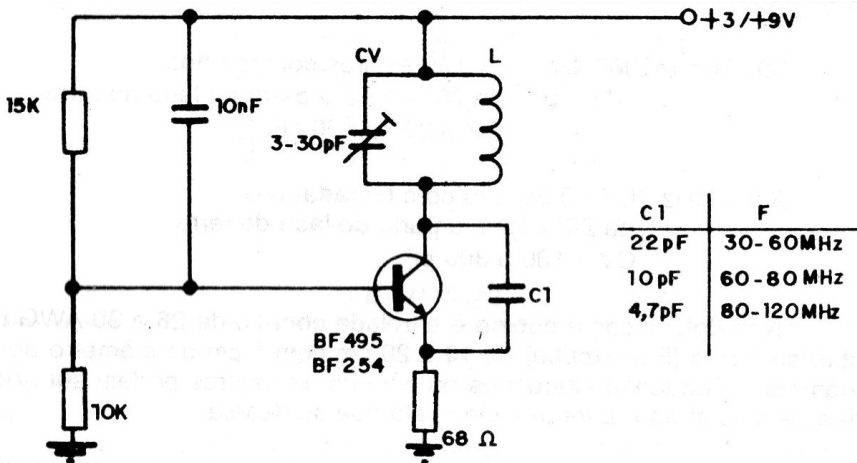 +3/+9V
CV
L
15K
10nF
3-30pF
C1 F
22pF 30-60MHz
10pF 60-80MHz
4,7pF 80-120MHz
C1
BF495
BF254
10K
68 Ω